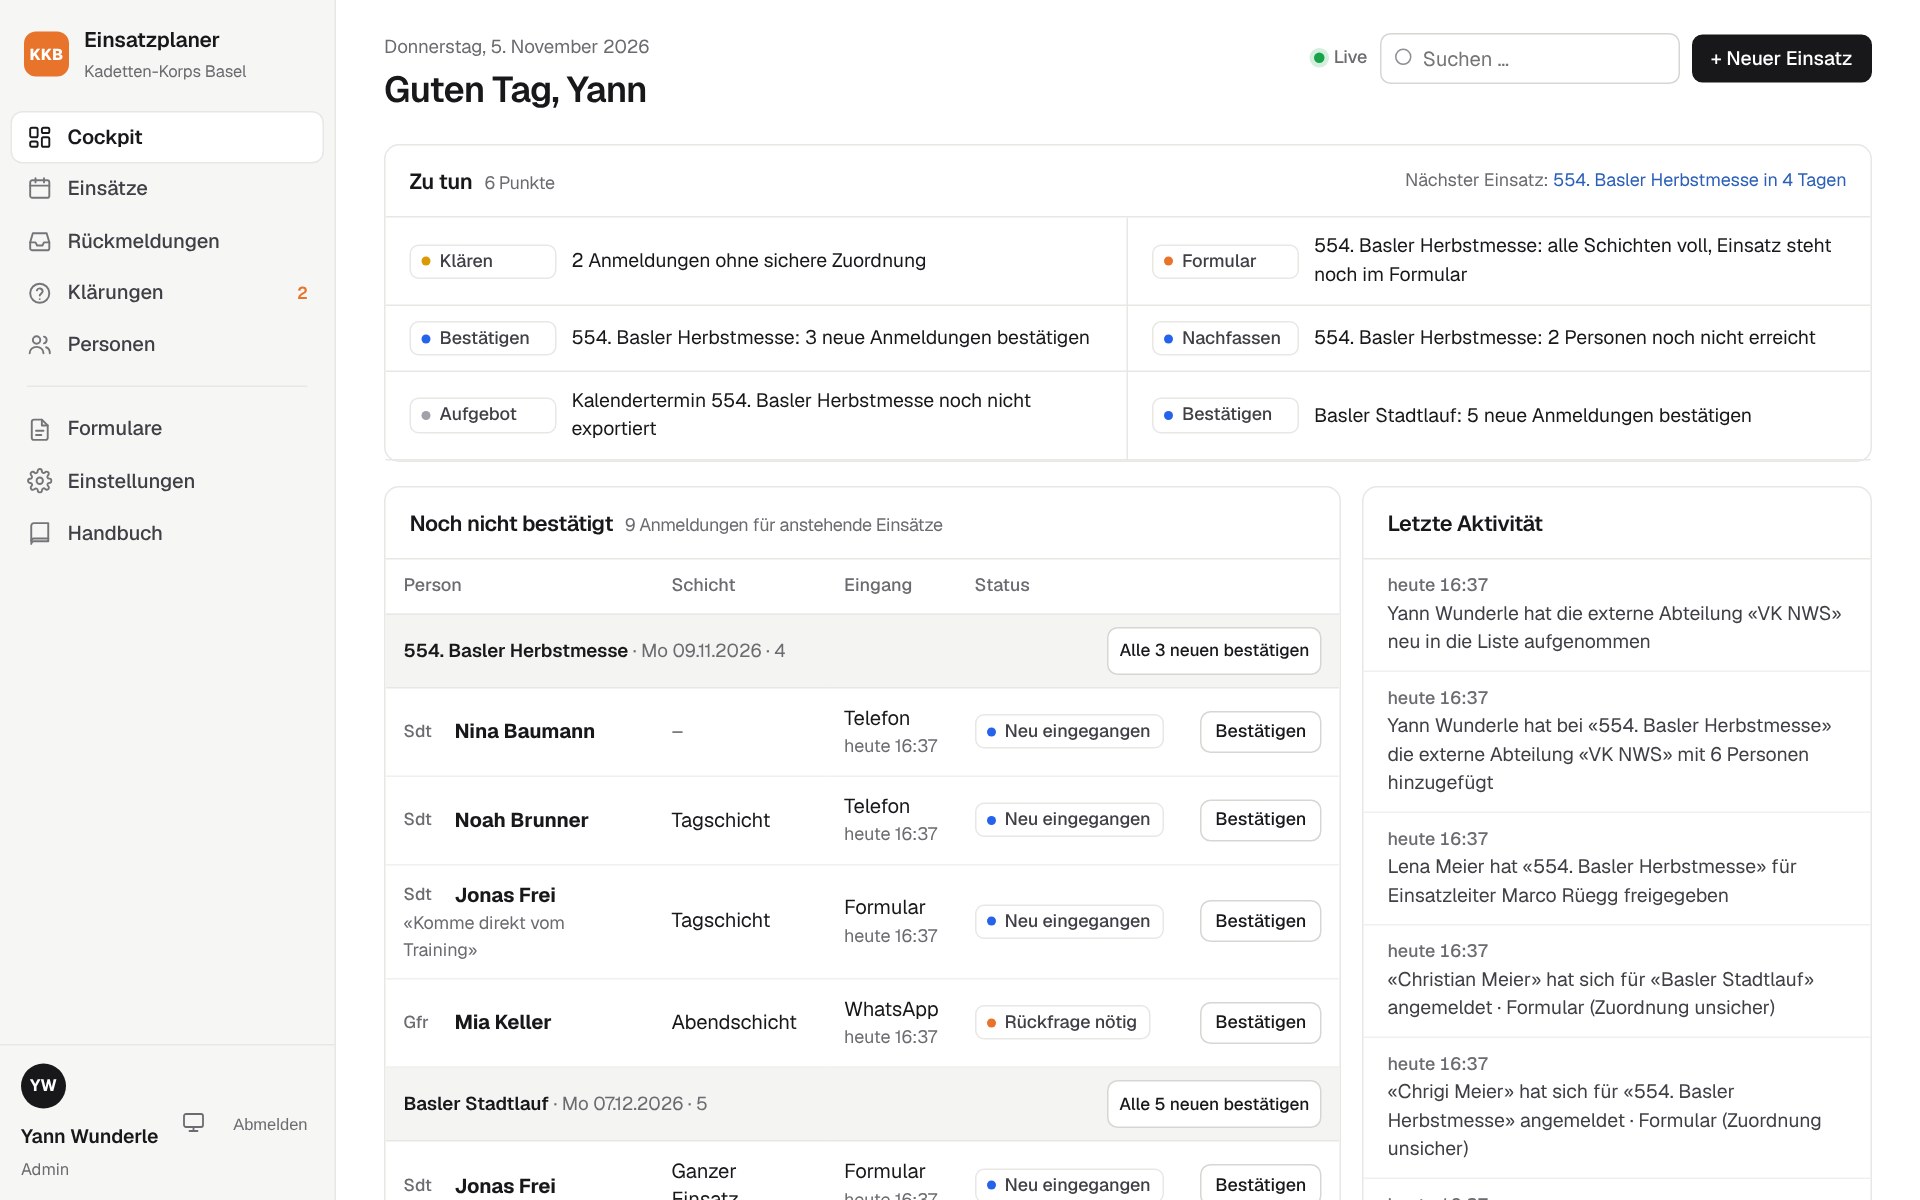 KKB
Einsatzplaner
Kadetten-Korps Basel
Cockpit
Einsätze
Rückmeldungen
Klärungen 2
Personen
Formulare
Einstellungen
Handbuch
YW
Yann Wunderle
Admin
Abmelden
Donnerstag, 5. November 2026
Guten Tag, Yann
Live
Suchen …
+ Neuer Einsatz
Zu tun 6 Punkte
Nächster Einsatz: 554. Basler Herbstmesse in 4 Tagen
Klären
2 Anmeldungen ohne sichere Zuordnung
Formular
554. Basler Herbstmesse: alle Schichten voll, Einsatz steht
noch im Formular
Bestätigen
554. Basler Herbstmesse: 3 neue Anmeldungen bestätigen
Nachfassen
554. Basler Herbstmesse: 2 Personen noch nicht erreicht
Aufgebot
Kalendertermin 554. Basler Herbstmesse noch nicht
exportiert
Bestätigen
Basler Stadtlauf: 5 neue Anmeldungen bestätigen
Noch nicht bestätigt 9 Anmeldungen für anstehende Einsätze
Person Schicht Eingang Status
554. Basler Herbstmesse · Mo 09.11.2026 · 4
Alle 3 neuen bestätigen
Sdt Nina Baumann
–
Telefon
heute 16:37
Neu eingegangen
Bestätigen
Sdt Noah Brunner
Tagschicht
Telefon
heute 16:37
Neu eingegangen
Bestätigen
Sdt Jonas Frei
«Komme direkt vom
Training»
Tagschicht
Formular
heute 16:37
Neu eingegangen
Bestätigen
Gfr Mia Keller
Abendschicht
WhatsApp
heute 16:37
Rückfrage nötig
Bestätigen
Basler Stadtlauf · Mo 07.12.2026 · 5
Alle 5 neuen bestätigen
Sdt Jonas Frei
Ganzer
Einsatz
Formular
heute 16:37
Neu eingegangen
Bestätigen
Letzte Aktivität
heute 16:37
Yann Wunderle hat die externe Abteilung «VK NWS»
neu in die Liste aufgenommen
heute 16:37
Yann Wunderle hat bei «554. Basler Herbstmesse»
die externe Abteilung «VK NWS» mit 6 Personen
hinzugefügt
heute 16:37
Lena Meier hat «554. Basler Herbstmesse» für
Einsatzleiter Marco Rüegg freigegeben
heute 16:37
«Christian Meier» hat sich für «Basler Stadtlauf»
angemeldet · Formular (Zuordnung unsicher)
heute 16:37
«Chrigi Meier» hat sich für «554. Basler
Herbstmesse» angemeldet · Formular (Zuordnung
unsicher)